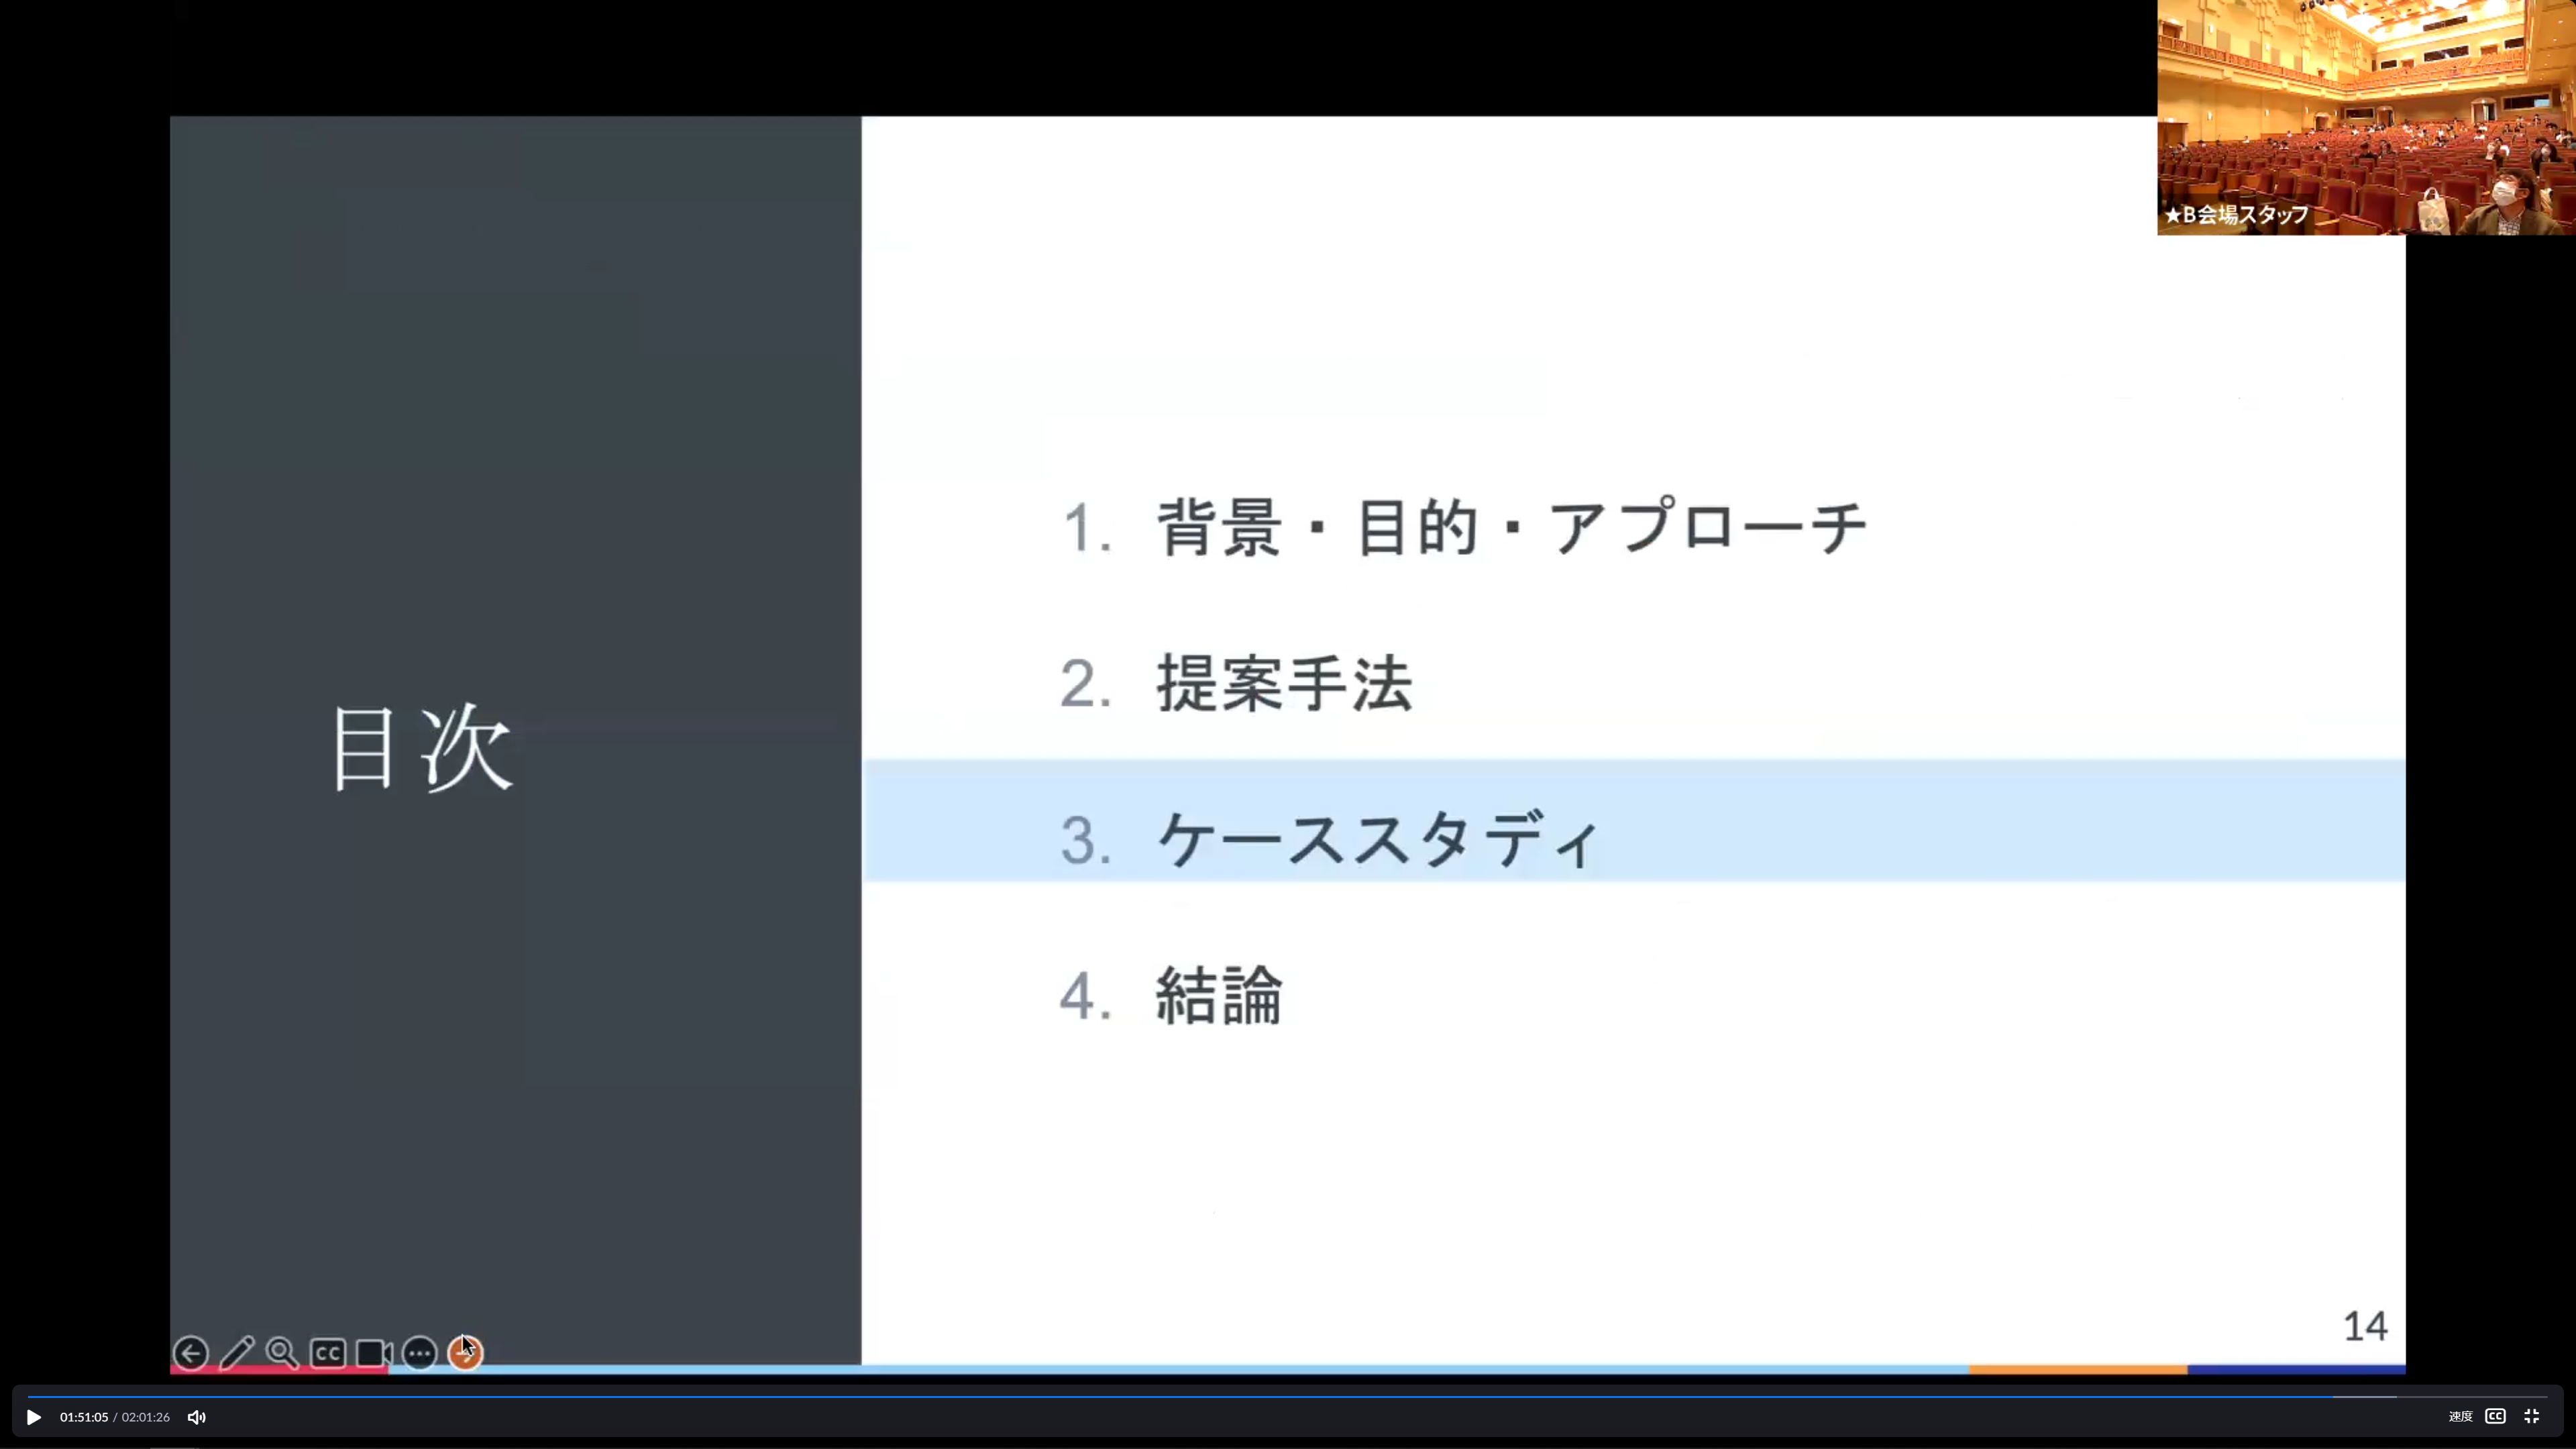 ★B会場スタッフ
目次
1. 背景・目的・アプローチ
2. 提案手法
3. ケーススタディ
4. 結論
14
CC
01:51:05 / 02:01:26
速度
CC